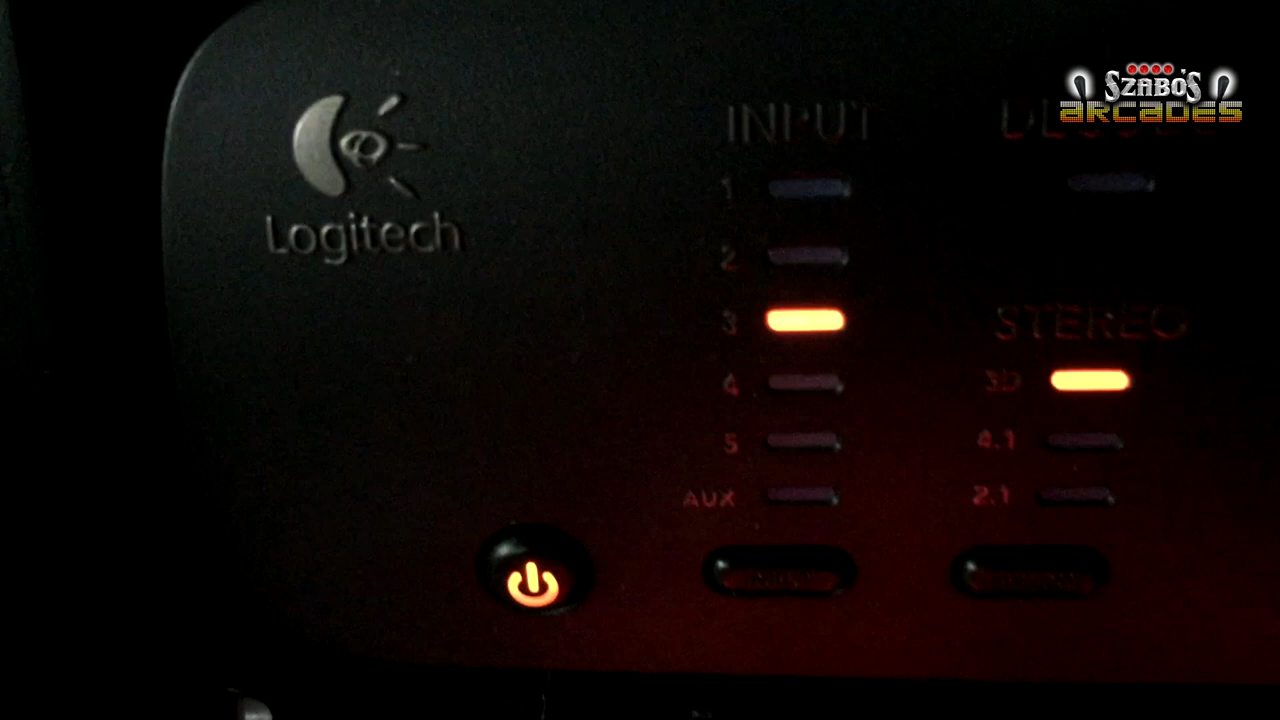 SZABO'S
ARCADES
Logitech
INPUT
1
2
3
4
5
AUX
STEREO
3D
4.1
2.1